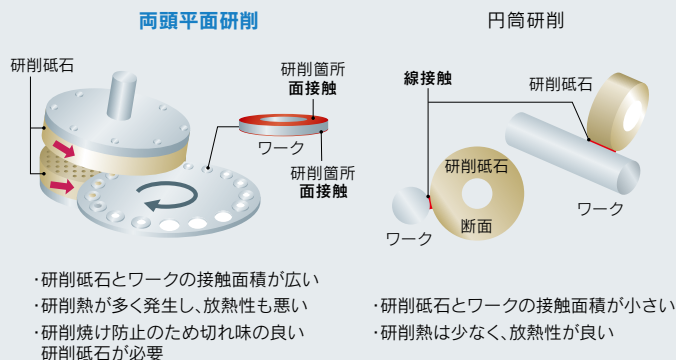 両頭平面研削
研削砥石
研削箇所
面接触
ワーク
研削箇所
面接触
・研削砥石とワークの接触面積が広い
・研削熱が多く発生し、放熱性も悪い
・研削焼け防止のため切れ味の良い
研削砥石が必要
円筒研削
線接触
研削砥石
研削砥石
断面
ワーク
ワーク
・研削砥石とワークの接触面積が小さい
・研削熱は少なく、放熱性が良い